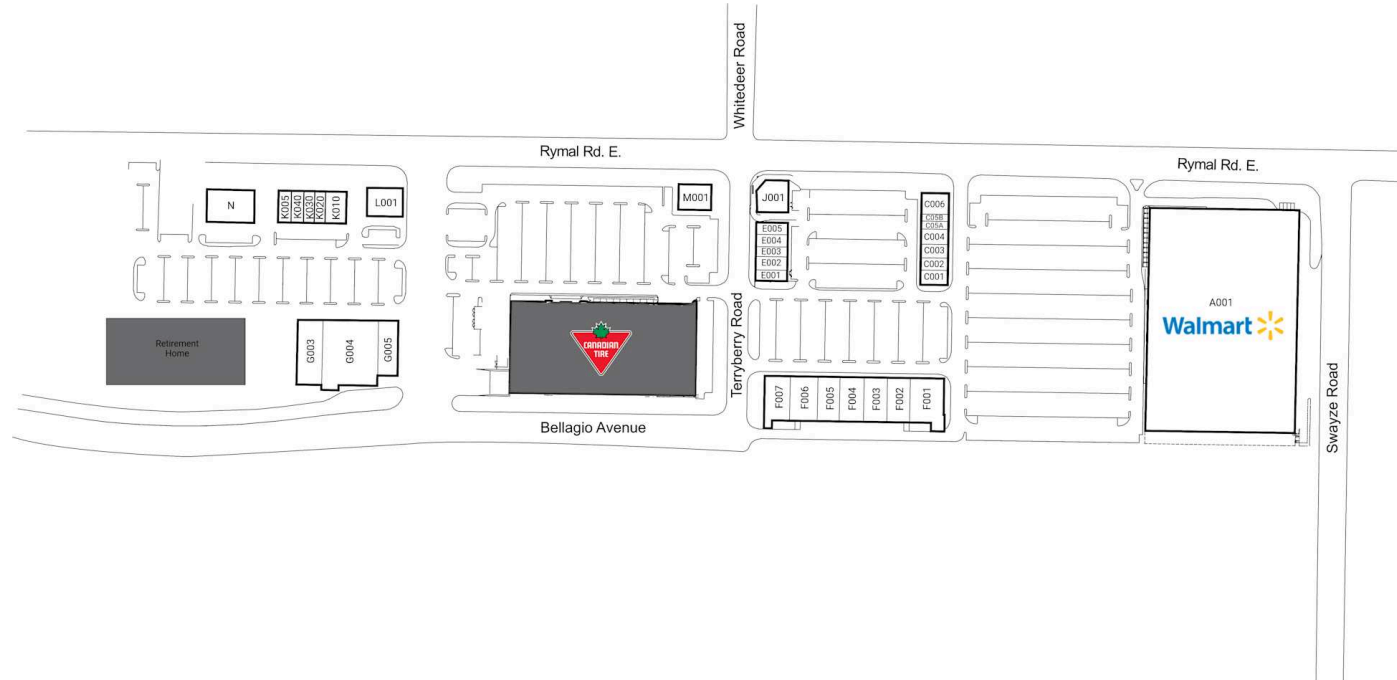 Whitedeer Road
Rymal Rd. E.
Rymal Rd. E.
N
K005
K040
K030
K020
K010
L001
M001
J001
E005
E004
E003
E002
E001
C006
C05B
C05A
C004
C003
C002
C001
A001
Walmart
Retirement
Home
G003
G004
G005
CANADIAN
TIRE
Terryberry Road
F007
F006
F005
F004
F003
F002
F001
Bellagio Avenue
Swayze Road